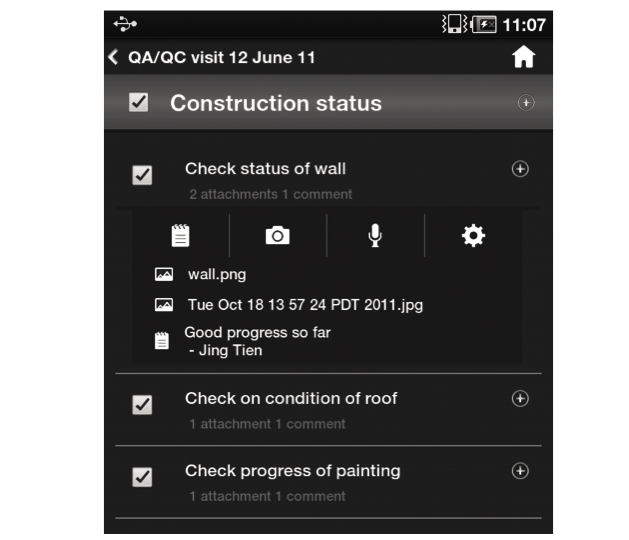 11:07
QA/QC visit 12 June 11
Construction status
Check status of wall
2 attachments 1 comment
wall.png
Tue Oct 18 13 57 24 PDT 2011.jpg
Good progress so far
- Jing Tien
Check on condition of roof
1 attachment 1 comment
Check progress of painting
1 attachment 1 comment